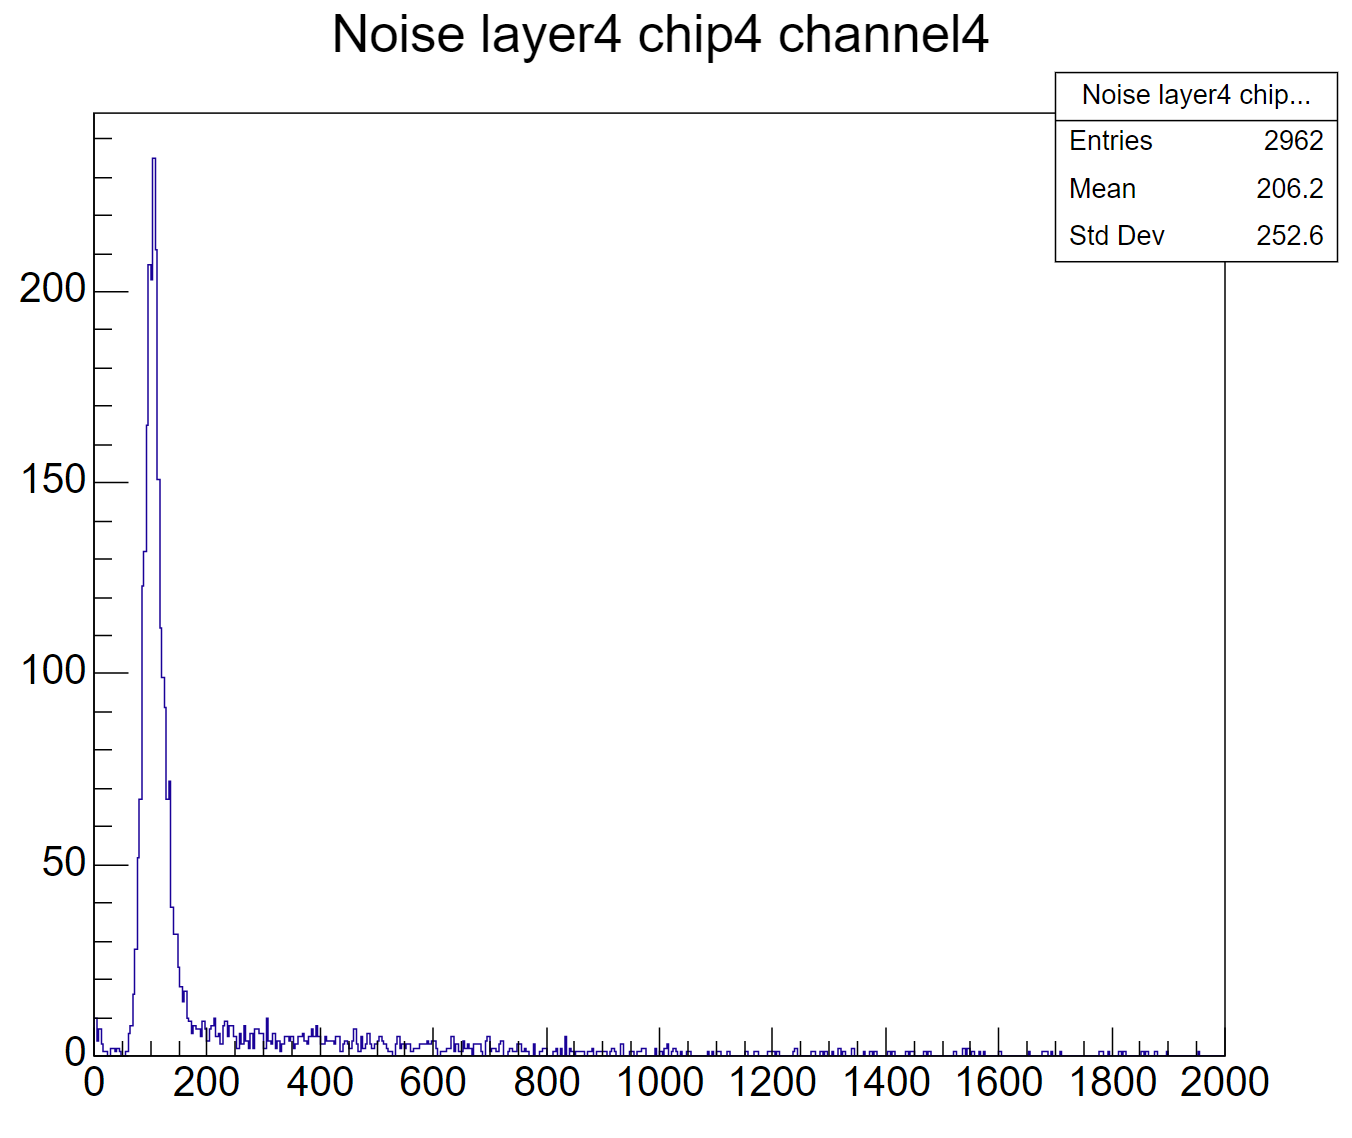 Noise layer4 chip4 channel4
Noise layer4 chip...
Entries 2962
Mean 206.2
Std Dev 252.6
200
150
100
50
0
0 200 400 600 800 1000 1200 1400 1600 1800 2000